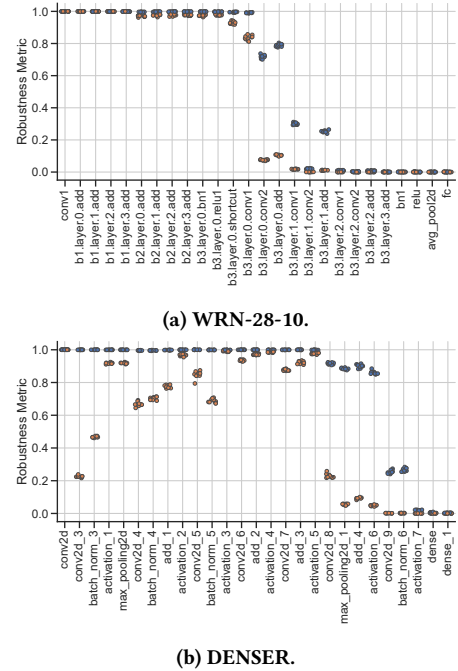 Robustness Metric
1.0
0.8
0.6
0.4
0.2
0.0
conv1
b1.layer.0.add
b1.layer.1.add
b1.layer.2.add
b1.layer.3.add
b2.layer.0.add
b2.layer.1.add
b2.layer.2.add
b2.layer.3.add
b3.layer.0.bn1
b3.layer.0.relu1
b3.layer.0.shortcut
b3.layer.0.conv1
b3.layer.0.conv2
b3.layer.0.add
b3.layer.1.conv1
b3.layer.1.conv2
b3.layer.1.add
b3.layer.2.conv1
b3.layer.2.conv2
b3.layer.2.add
b3.layer.3.add
bn1
relu
avg_pool2d
fc
(a) WRN-28-10.
Robustness Metric
1.0
0.8
0.6
0.4
0.2
0.0
conv2d
conv2d_3
batch_norm_3
activation_1
max_pooling2d
conv2d_4
batch_norm_4
add_1
activation_2
conv2d_5
batch_norm_5
activation_3
conv2d_6
add_2
activation_4
conv2d_7
add_3
activation_5
conv2d_8
max_pooling2d_1
add_4
activation_6
conv2d_9
batch_norm_6
activation_7
dense
dense_1
(b) DENSER.